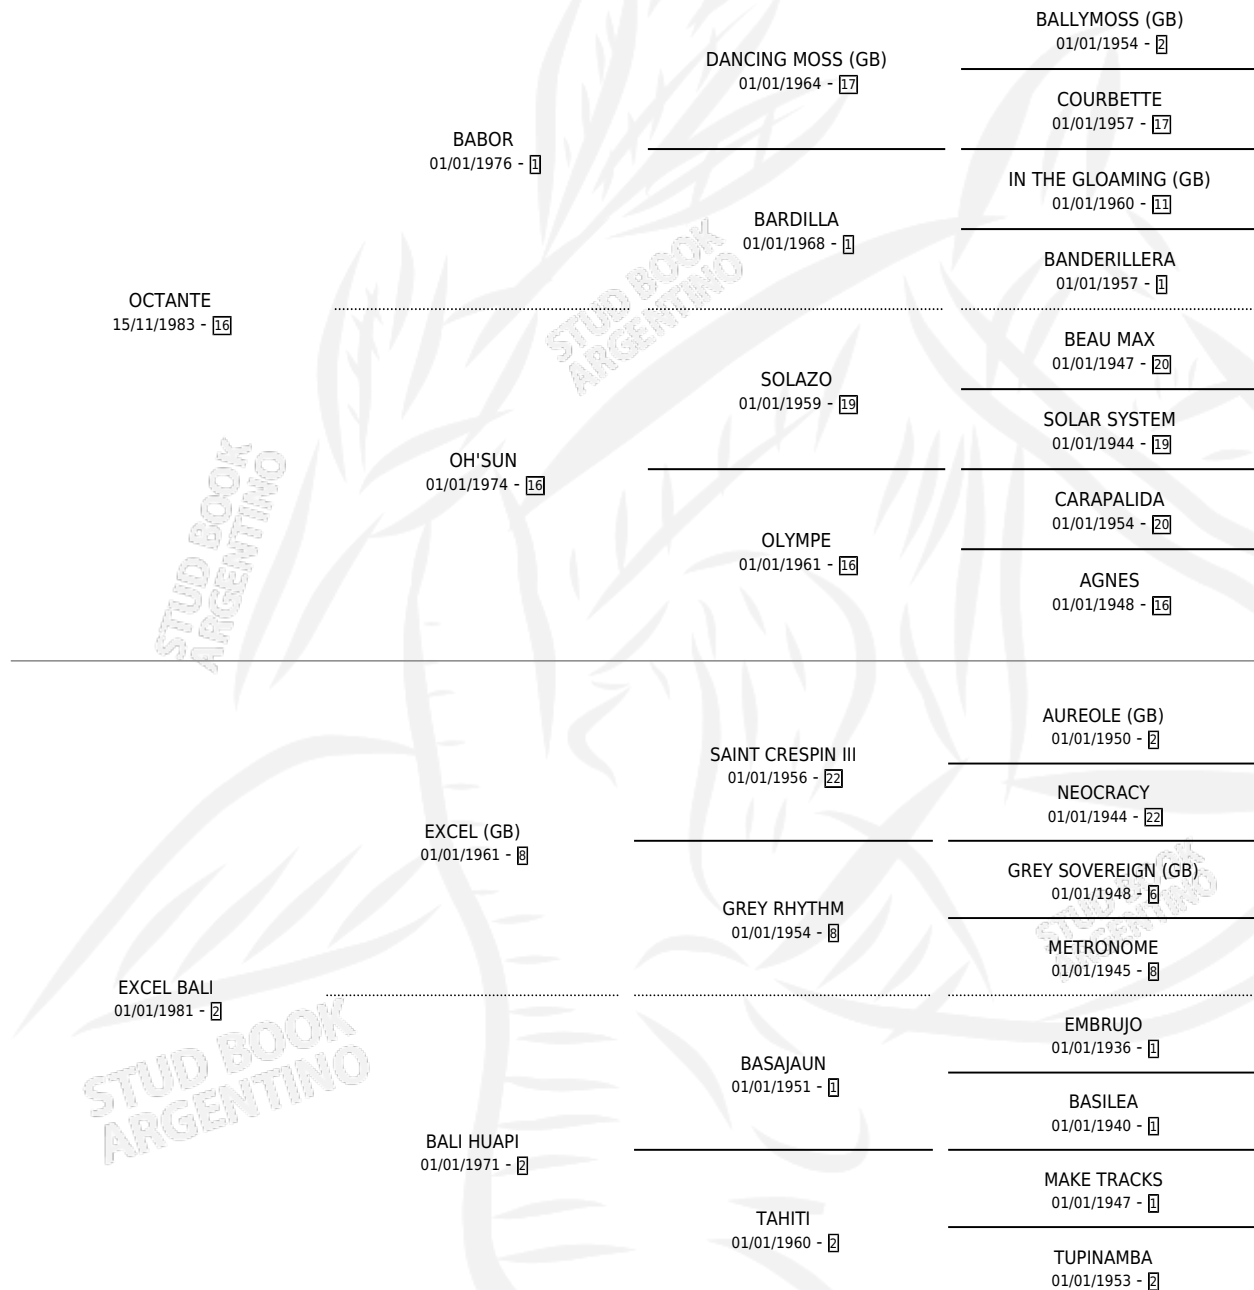 BALLYMOSS (GB)
01/01/1954 - 2
DANCING MOSS (GB)
01/01/1964 - 17
COURBETTE
01/01/1957 - 17
BABOR
01/01/1976 - 1
IN THE GLOAMING (GB)
01/01/1960 - 11
BARDILLA
01/01/1968 - 1
BANDERILLERA
01/01/1957 - 1
OCTANTE
15/11/1983 - 16
STUD BOOK
ARGENTINO
BEAU MAX
01/01/1947 - 20
SOLAZO
01/01/1959 - 19
SOLAR SYSTEM
01/01/1944 - 19
OH'SUN
01/01/1974 - 16
CARAPALIDA
01/01/1954 - 20
OLYMPE
01/01/1961 - 16
AGNES
01/01/1948 - 16
STUD BOOK
ARGENTINO
AUREOLE (GB)
01/01/1950 - 2
SAINT CRESPIN III
01/01/1956 - 22
NEOCRACY
01/01/1944 - 22
EXCEL (GB)
01/01/1961 - 8
GREY SOVEREIGN (GB)
01/01/1948 - 6
GREY RHYTHM
01/01/1954 - 8
METRONOME
01/01/1945 - 8
STUD BOOK
ARGENTINO
EXCEL BALI
01/01/1981 - 2
EMBRUJO
01/01/1936 - 1
BASAJAUN
01/01/1951 - 1
BASILEA
01/01/1940 - 1
STUD BOOK
ARGENTINO
BALI HUAPI
01/01/1971 - 2
MAKE TRACKS
01/01/1947 - 1
TAHITI
01/01/1960 - 2
TUPINAMBA
01/01/1953 - 2